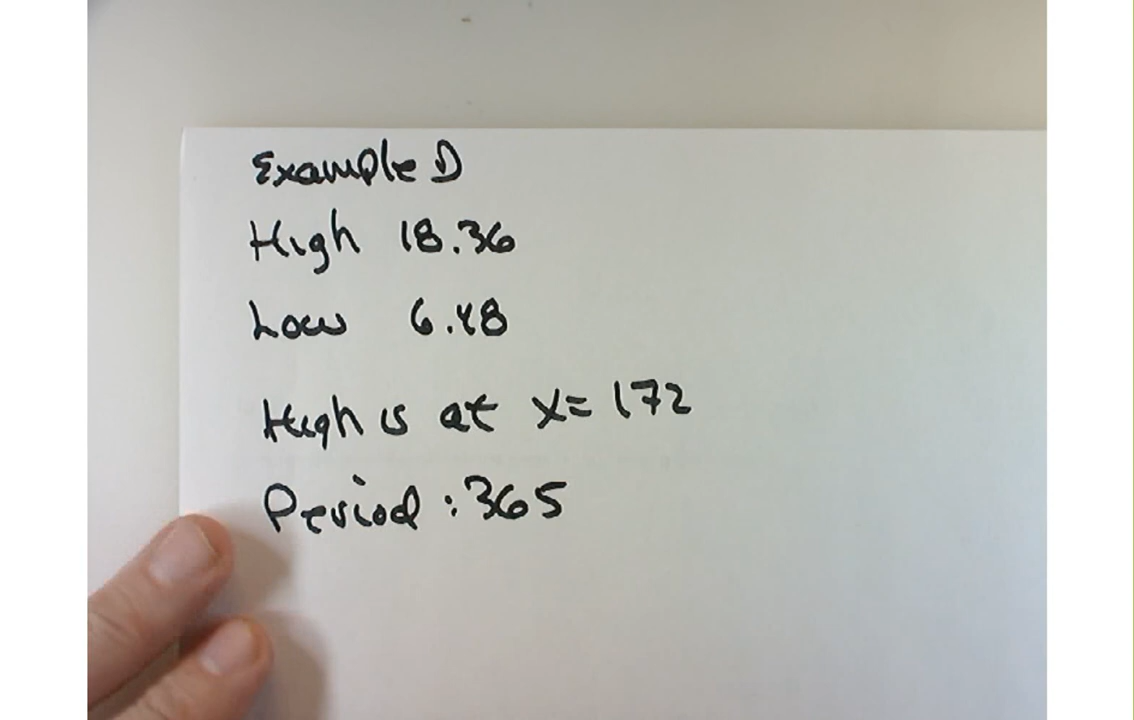 Example D
High 18.36
Low 6.48
High is at x=172
Period : 365